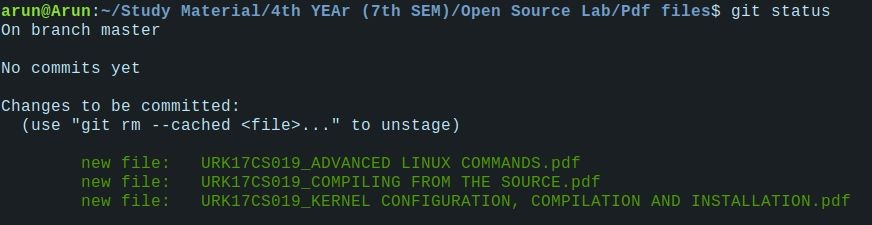 arun@Arun:~/Study Material/4th YEAr (7th SEM)/Open Source Lab/Pdf files$ git status
On branch master
No commits yet
Changes to be committed:
(use "git rm --cached <file>..." to unstage)
new file: URK17CS019_ADVANCED LINUX COMMANDS.pdf
new file: URK17CS019_COMPILING FROM THE SOURCE.pdf
new file: URK17CS019_KERNEL CONFIGURATION, COMPILATION AND INSTALLATION.pdf